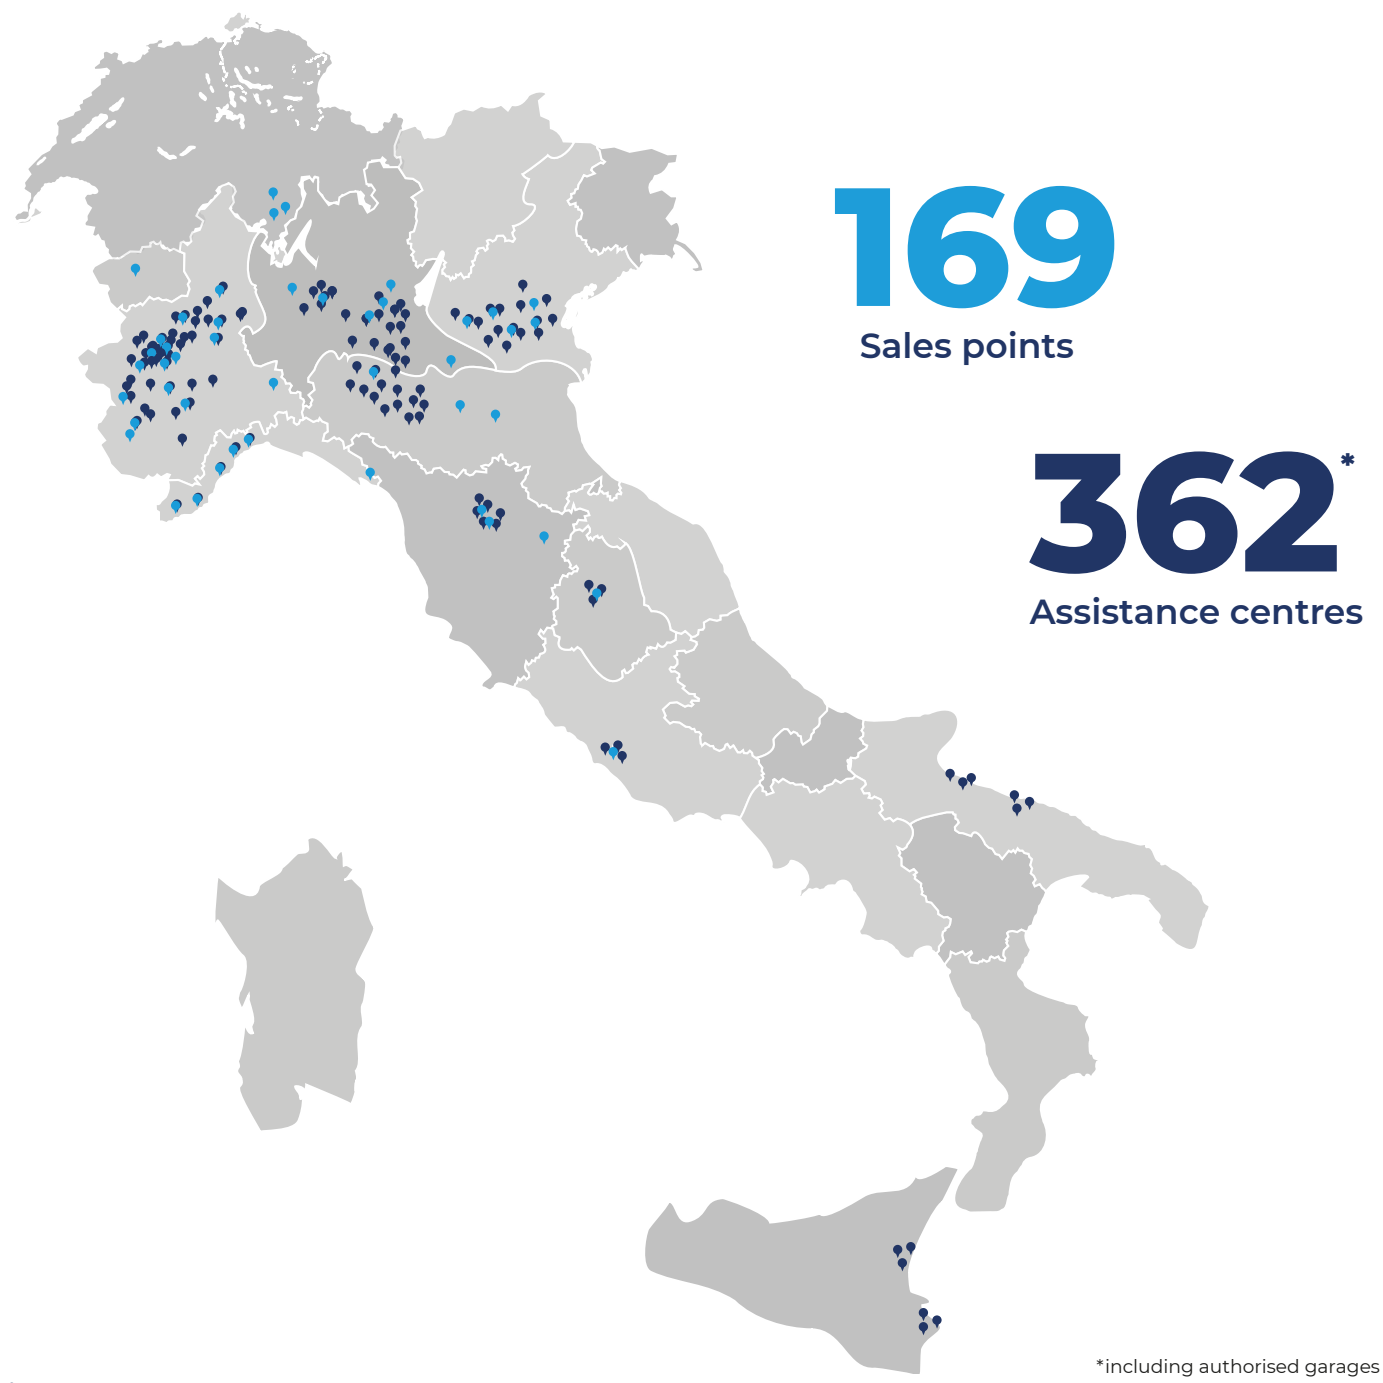 169
Sales points
362*
Assistance centres
*including authorised garages